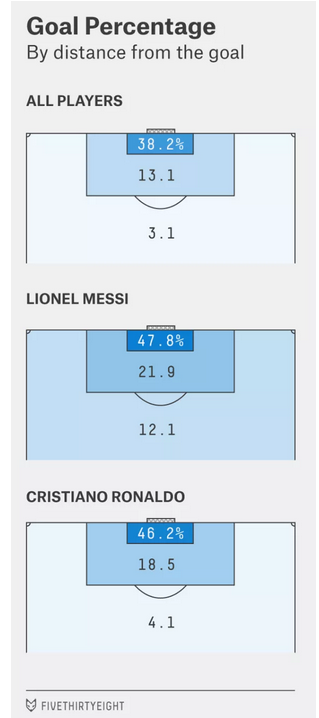 Goal Percentage
By distance from the goal
ALL PLAYERS
38.2%
13.1
3.1
LIONEL MESSI
47.8%
21.9
12.1
CRISTIANO RONALDO
46.2%
18.5
4.1
FIVETHIRTYEIGHT